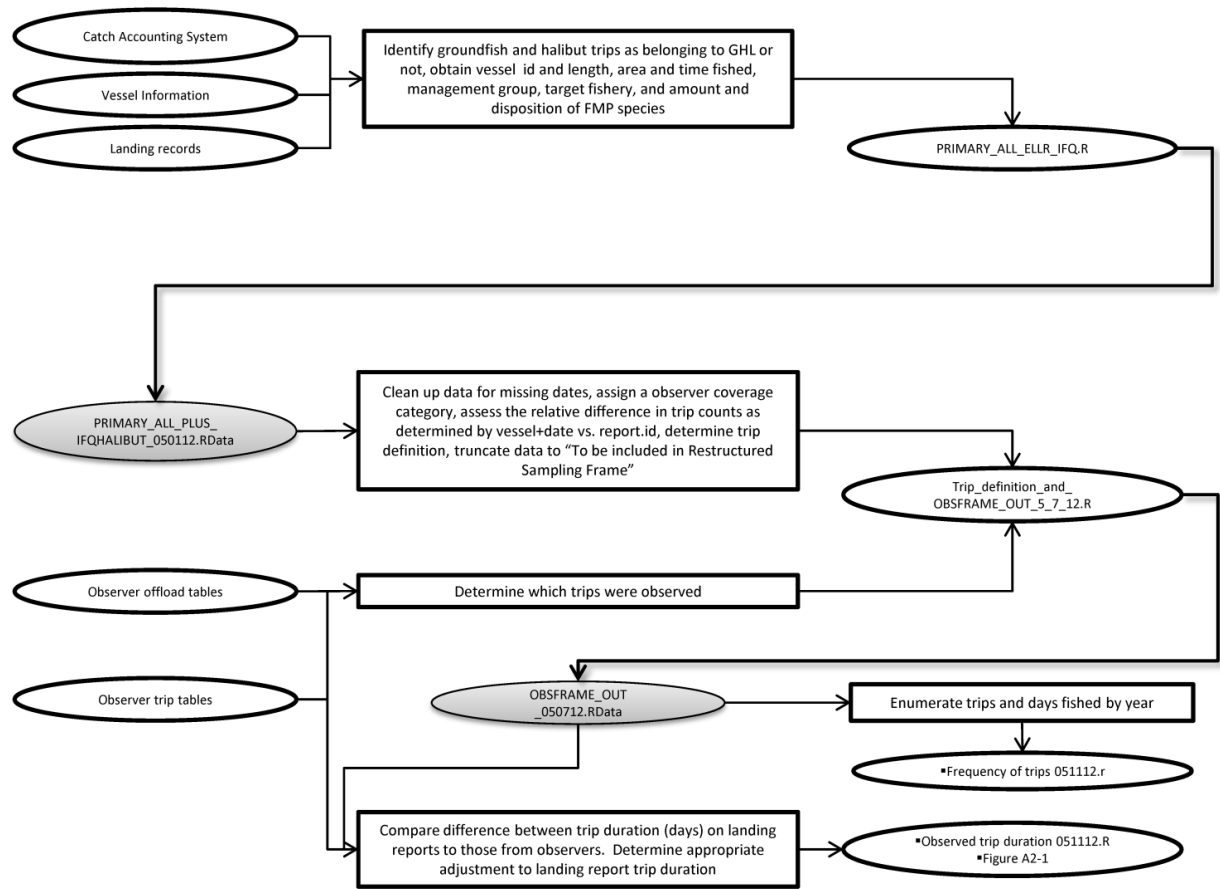 Catch Accounting System
Vessel Information
Landing records
Identify groundfish and halibut trips as belonging to GHL or
not, obtain vessel  id and length, area and time fished,
management group, target fishery, and amount and
disposition of FMP species
PRIMARY_ALL_ELLR_IFQ.R
PRIMARY_ALL_PLUS_
IFQHALIBUT_050112.RData
Clean up data for missing dates, assign a observer coverage
category, assess the relative difference in trip counts as
determined by vessel+date vs. report.id, determine trip
definition, truncate data to “To be included in Restructured
Sampling Frame”
Trip_definition_and_
OBSFRAME_OUT_5_7_12.R
Observer offload tables
Determine which trips were observed
Observer trip tables
OBSFRAME_OUT
_050712.RData
Enumerate trips and days fished by year
▪Frequency of trips 051112.r
Compare difference between trip duration (days) on landing
reports to those from observers.  Determine appropriate
adjustment to landing report trip duration
▪Observed trip duration 051112.R
▪Figure A2-1